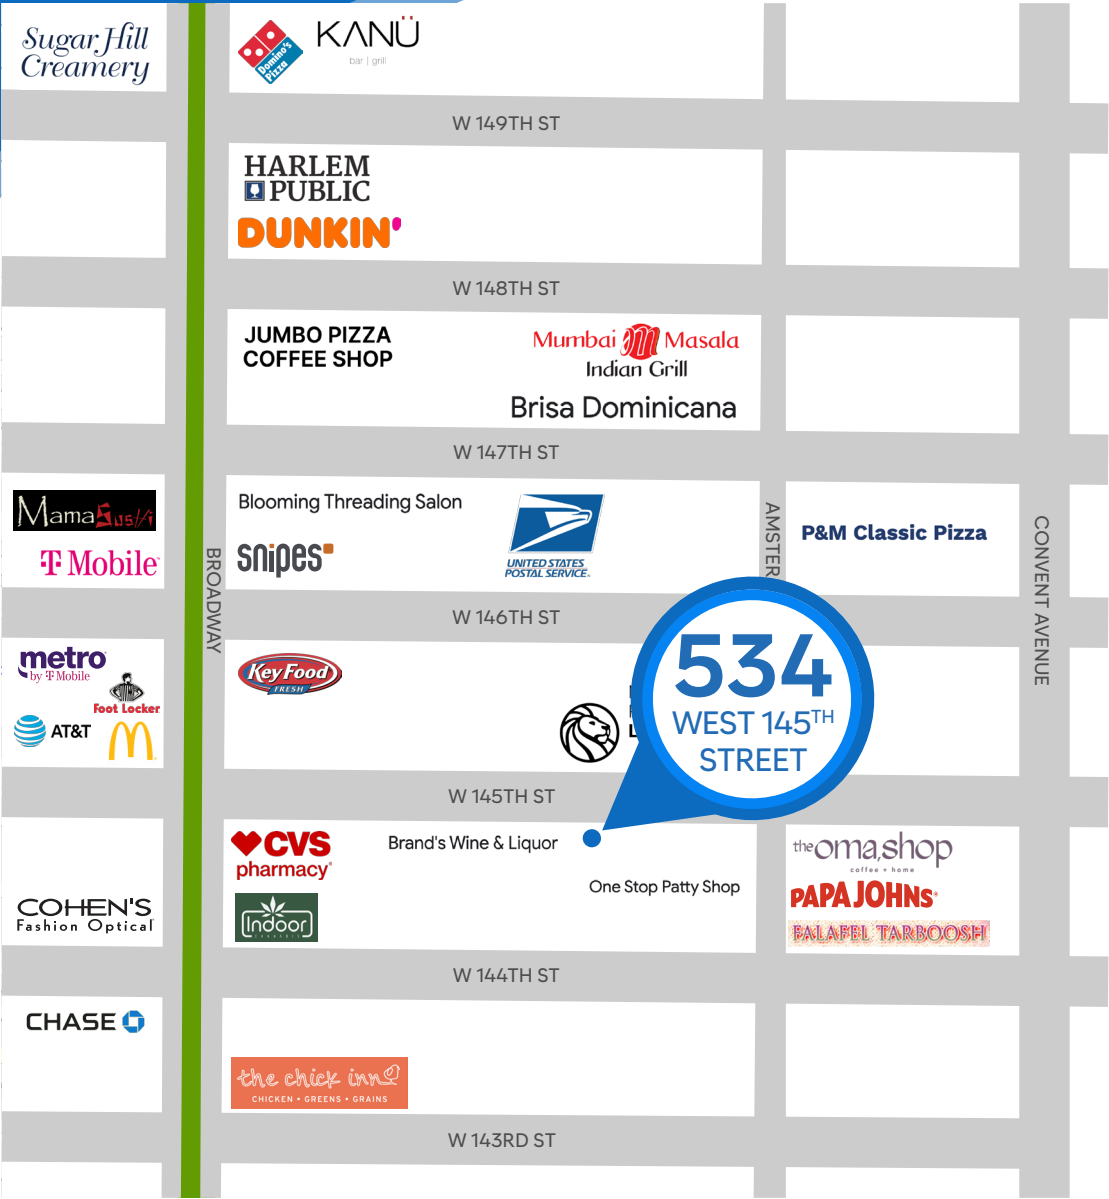 Sugar Hill
Creamery
Domino's
Pizza
KANÜ
bar | grill
W 149TH ST
HARLEM
PUBLIC
DUNKIN'
W 148TH ST
JUMBO PIZZA
COFFEE SHOP
Mumbai Masala
Indian Grill
Brisa Dominicana
W 147TH ST
MamaSushi
T Mobile
Blooming Threading Salon
snipes
UNITED STATES
POSTAL SERVICE
AMSTER
P&M Classic Pizza
CONVENT AVENUE
BROADWAY
W 146TH ST
metro
by T Mobile
Foot Locker
AT&T
KeyFood
FRESH
L
534
WEST 145TH
STREET
W 145TH ST
CVS
pharmacy
Brand's Wine & Liquor
One Stop Patty Shop
Indoor
the oma.shop
coffee + home
PAPA JOHNS
FALAFEL TARBOOSH
COHEN'S
Fashion Optical
W 144TH ST
CHASE
the chick inn
CHICKEN • GREENS • GRAINS
W 143RD ST